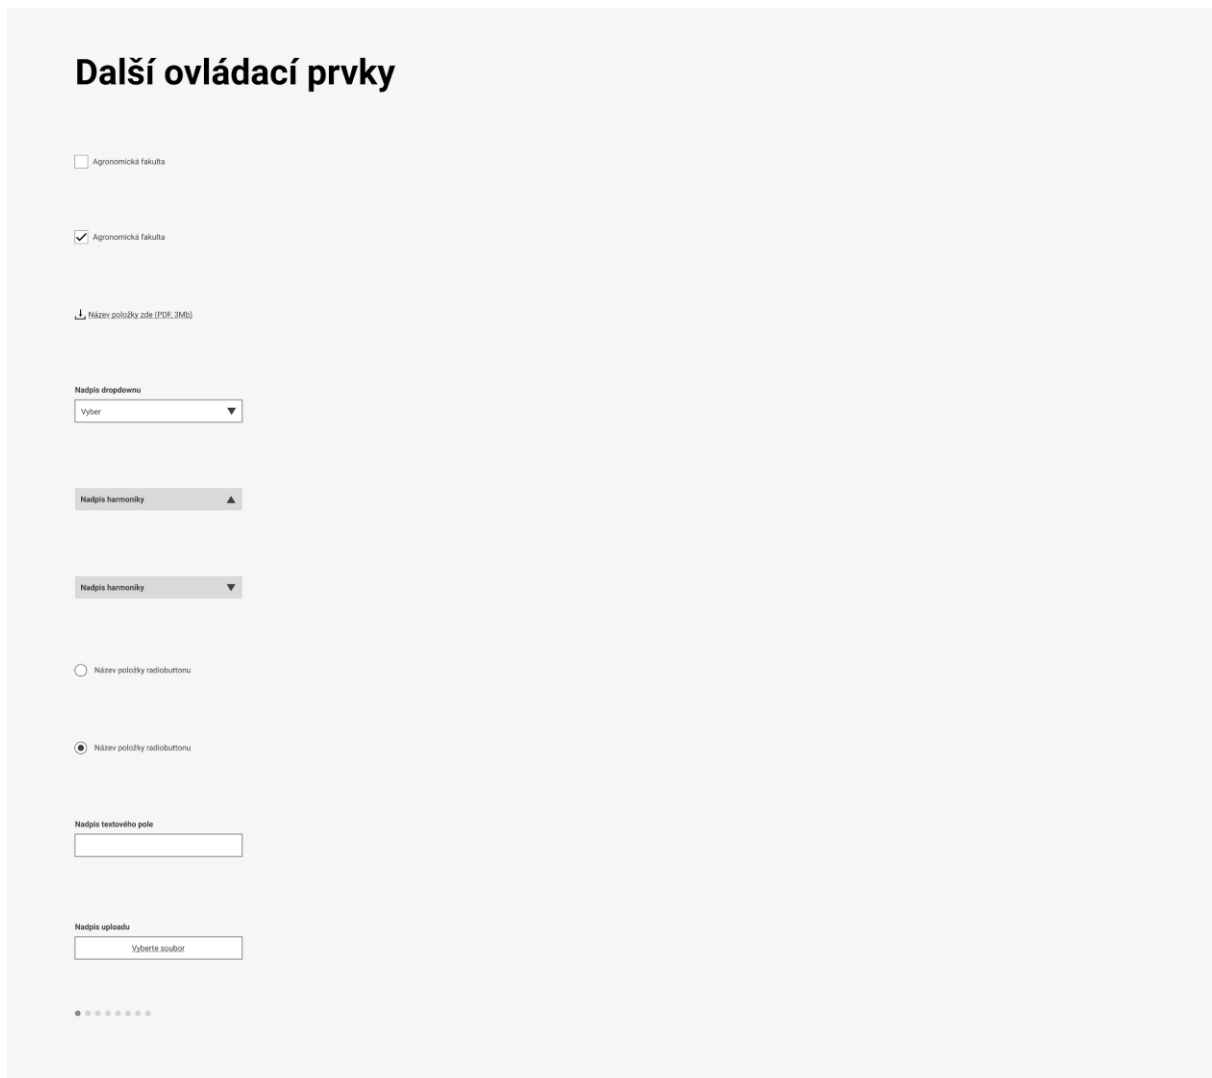 Další ovládací prvky
Agronomická fakulta
Agronomická fakulta
Název položky zde (PDF, 3Mb)
Nadpis dropdownu
Vyber
Nadpis harmoniky
Nadpis harmoniky
Název položky radiobuttonu
Název položky radiobuttonu
Nadpis textového pole
Nadpis uploadu
Vyberte soubor